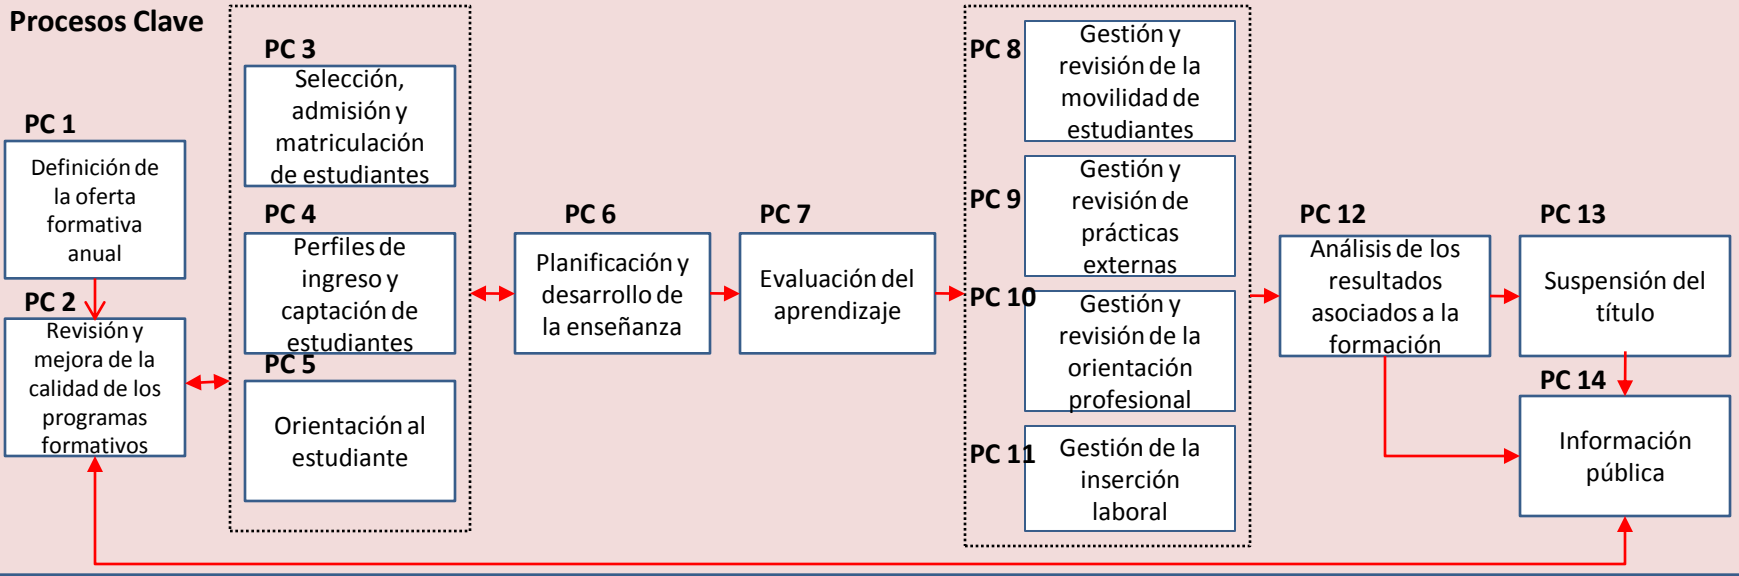 Procesos Clave
PC 1
Definición de
la oferta
formativa
anual
PC 2
Revisión y
mejora de la
calidad de los
programas
formativos
PC 3
Selección,
admisión y
matriculación
de estudiantes
PC 4
Perfiles de
ingreso y
captación de
estudiantes
PC 5
Orientación al
estudiante
PC 6
Planificación y
desarrollo de
la enseñanza
PC 7
Evaluación del
aprendizaje
PC 8
Gestión y
revisión de la
movilidad de
estudiantes
PC 9
Gestión y
revisión de
prácticas
externas
PC 10
Gestión y
revisión de la
orientación
profesional
PC 11
Gestión de la
inserción
laboral
PC 12
Análisis de los
resultados
asociados a la
formación
PC 13
Suspensión del
título
PC 14
Información
pública